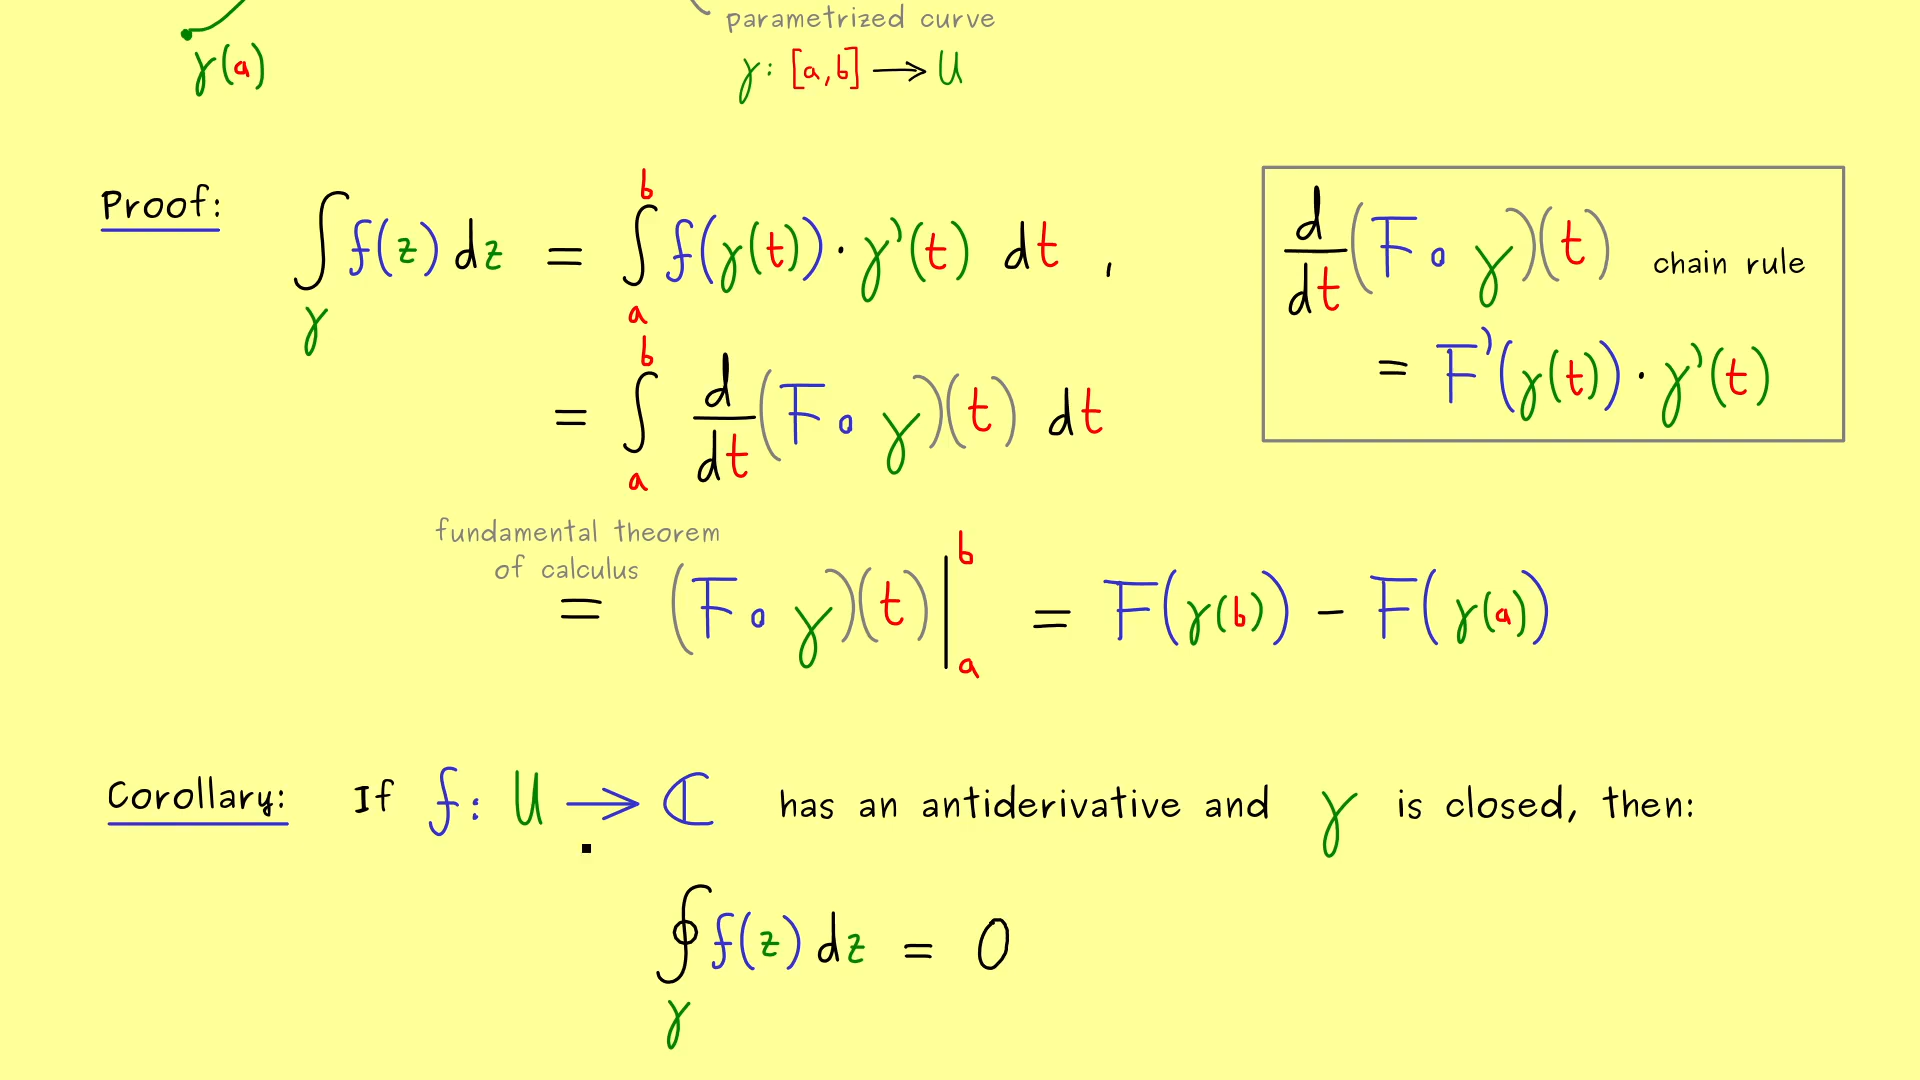 parametrized curve
γ(a)
γ: [a,b] → U
Proof: ∫_γ f(z) dz = ∫_a^b f(γ(t)) · γ'(t) dt ,
d/dt (F ∘ γ)(t) chain rule
= F'(γ(t)) · γ'(t)
= ∫_a^b d/dt (F ∘ γ)(t) dt
fundamental theorem
of calculus
= (F ∘ γ)(t) |_a^b = F(γ(b)) − F(γ(a))
Corollary: If f: U → ℂ has an antiderivative and γ is closed, then:
∮_γ f(z) dz = 0